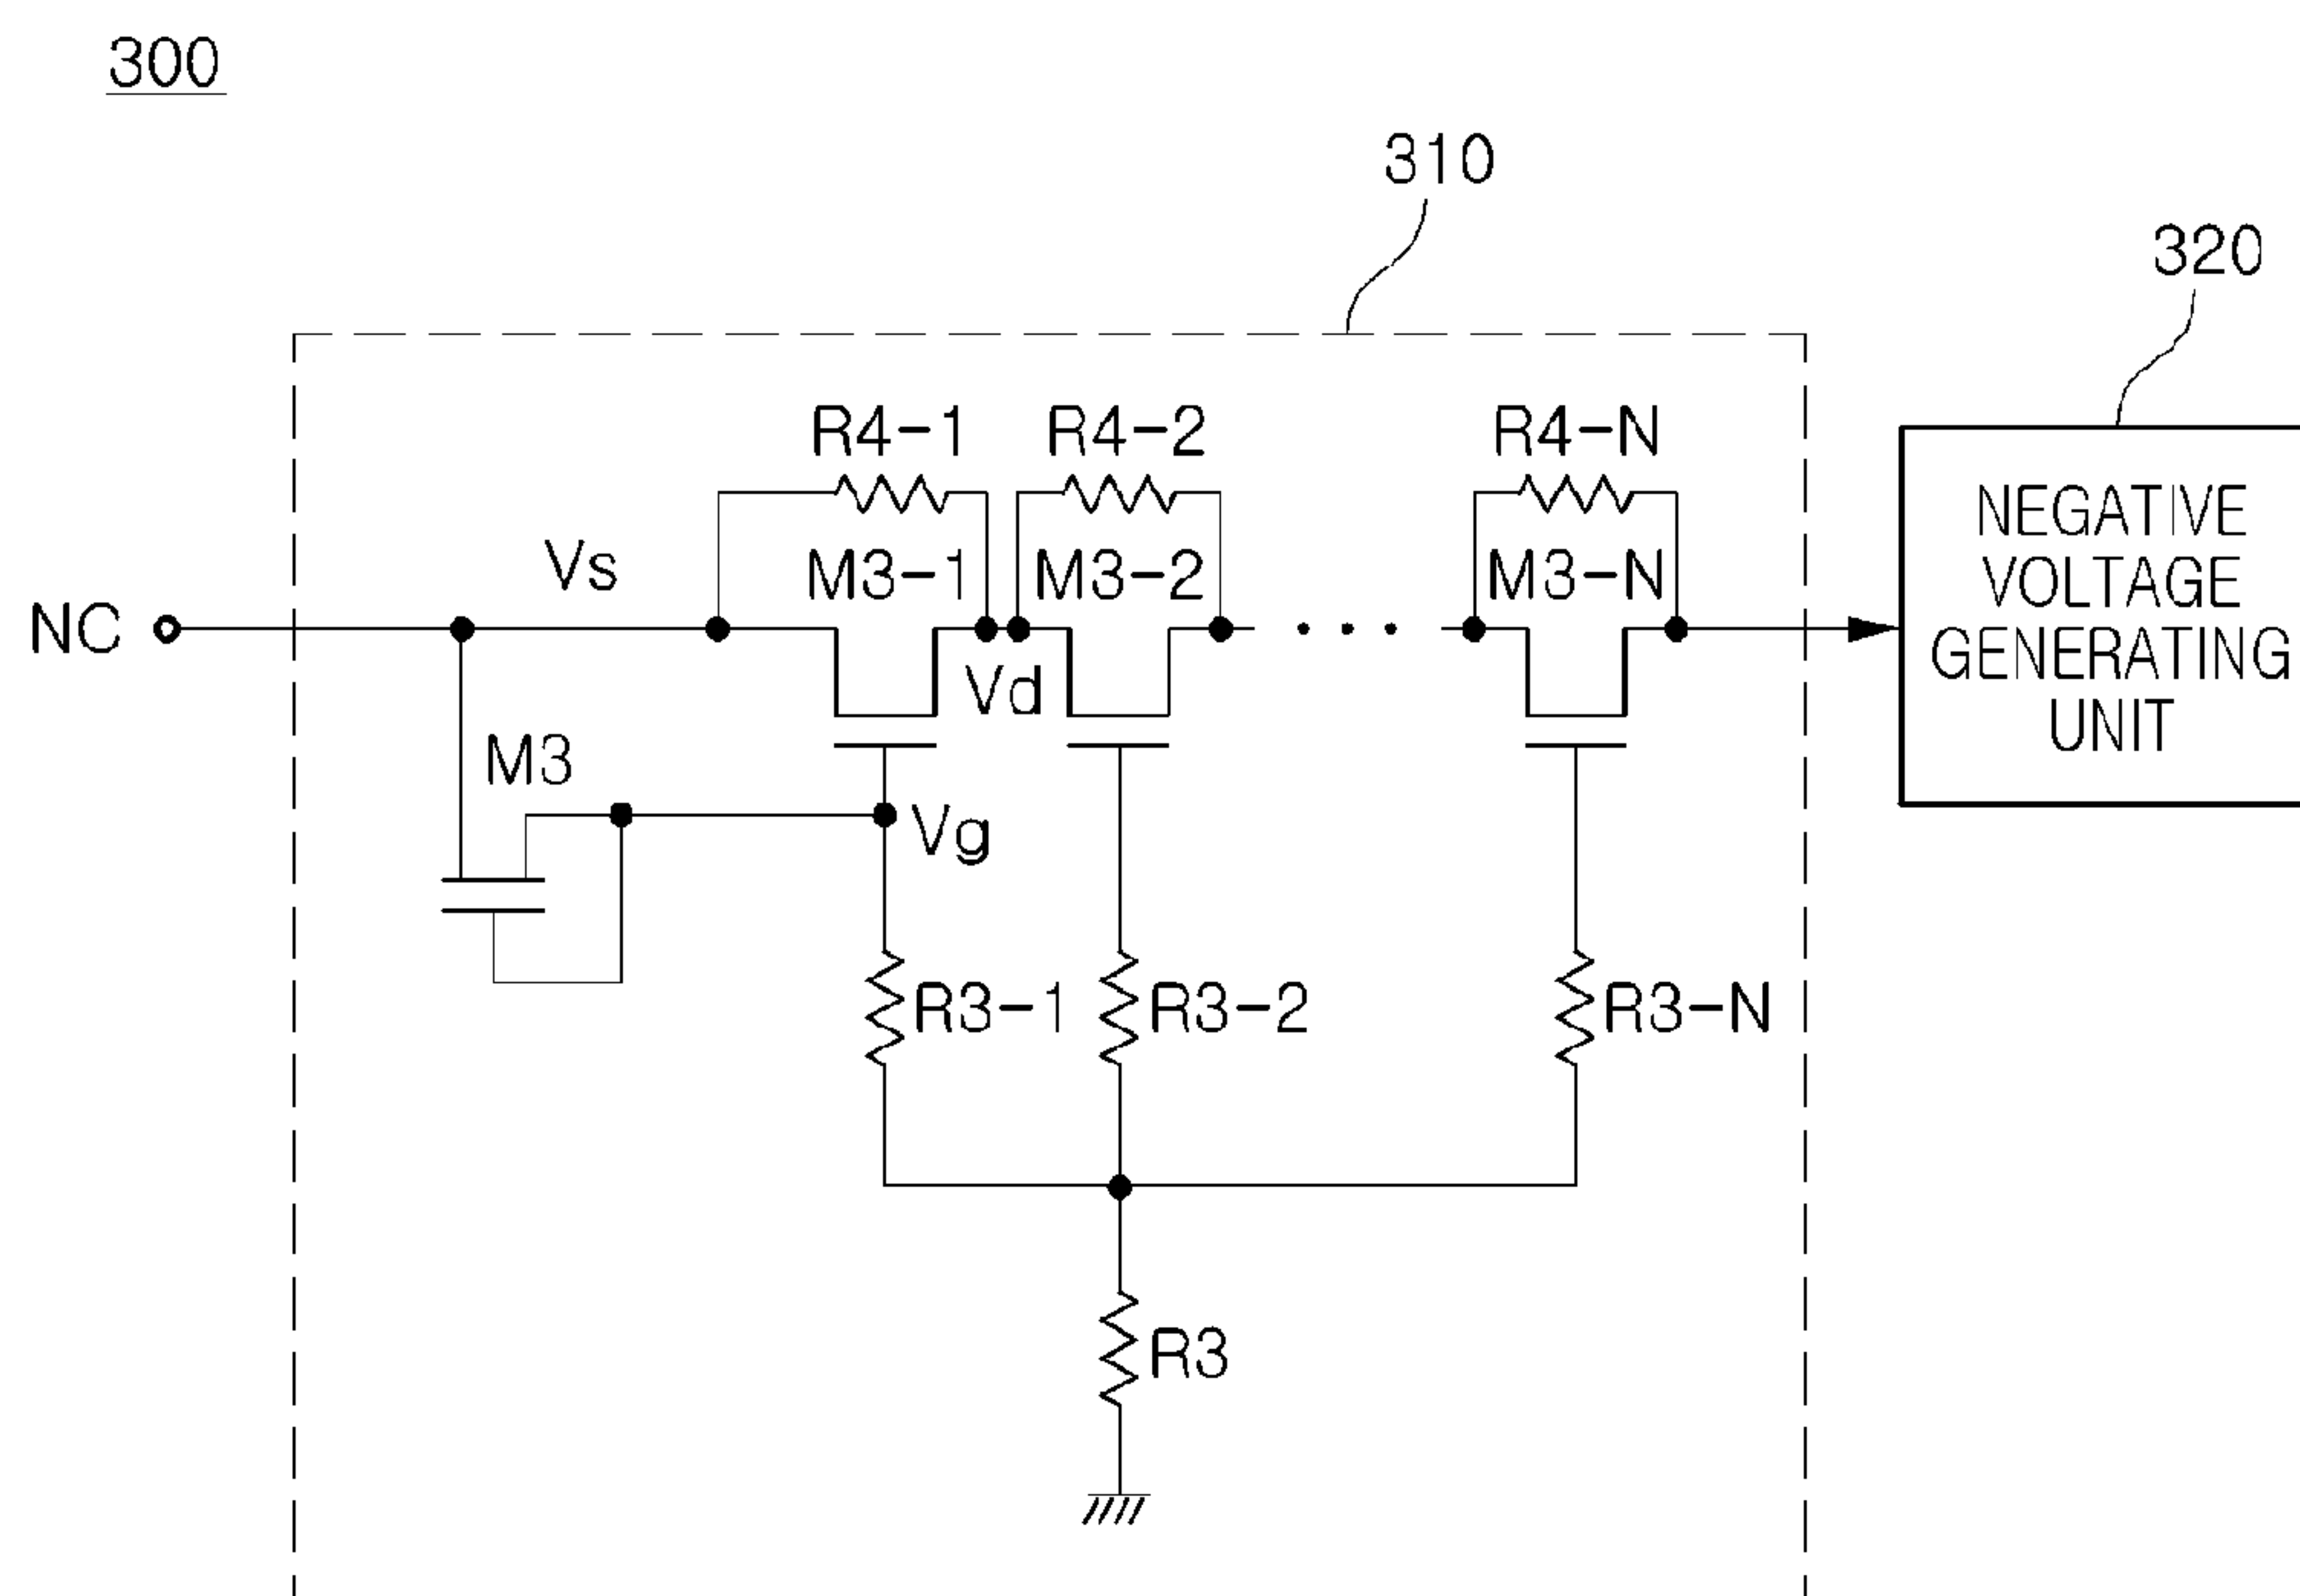 300
310
320
R4-1 R4-2 R4-N
Vs M3-1 M3-2 M3-N
NC
Vd
NEGATIVE
VOLTAGE
GENERATING
UNIT
M3
Vg
R3-1 R3-2 R3-N
R3